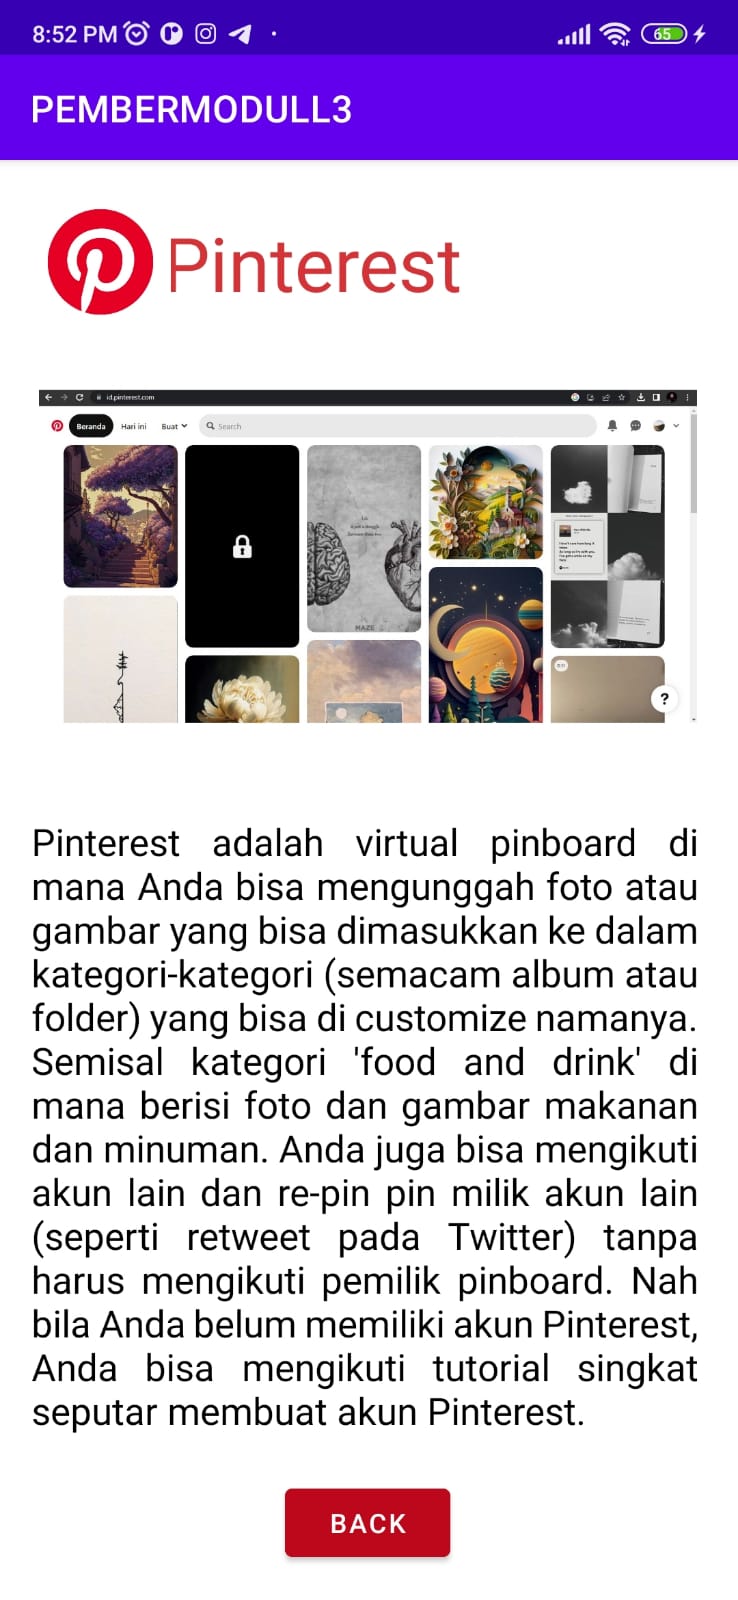 8:52 PM
65
PEMBERMODULL3
Pinterest
id.pinterest.com
Beranda Hari ini Buat Search
MAZE
?
Pinterest adalah virtual pinboard di
mana Anda bisa mengunggah foto atau
gambar yang bisa dimasukkan ke dalam
kategori-kategori (semacam album atau
folder) yang bisa di customize namanya.
Semisal kategori 'food and drink' di
mana berisi foto dan gambar makanan
dan minuman. Anda juga bisa mengikuti
akun lain dan re-pin pin milik akun lain
(seperti retweet pada Twitter) tanpa
harus mengikuti pemilik pinboard. Nah
bila Anda belum memiliki akun Pinterest,
Anda bisa mengikuti tutorial singkat
seputar membuat akun Pinterest.
BACK